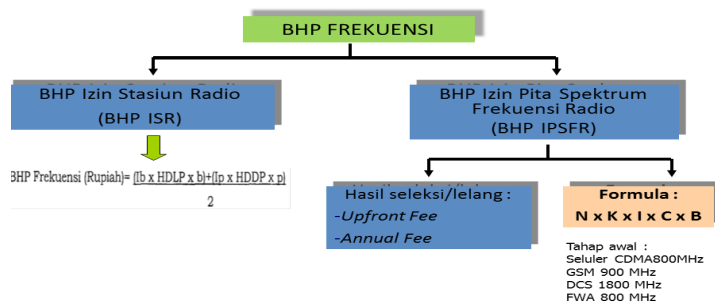 BHP FREKUENSI
BHP Izin Stasiun Radio
(BHP ISR)
BHP Izin Pita Spektrum
Frekuensi Radio
(BHP IPSFR)
BHP Frekuensi (Rupiah)= (Ib x HDLP x b)+(Ip x HDDP x p)
2
Hasil seleksi/lelang :
-Upfront Fee
-Annual Fee
Formula :
N x K x I x C x B
Tahap awal :
Seluler CDMA800MHz
GSM 900 MHz
DCS 1800 MHz
FWA 800 MHz